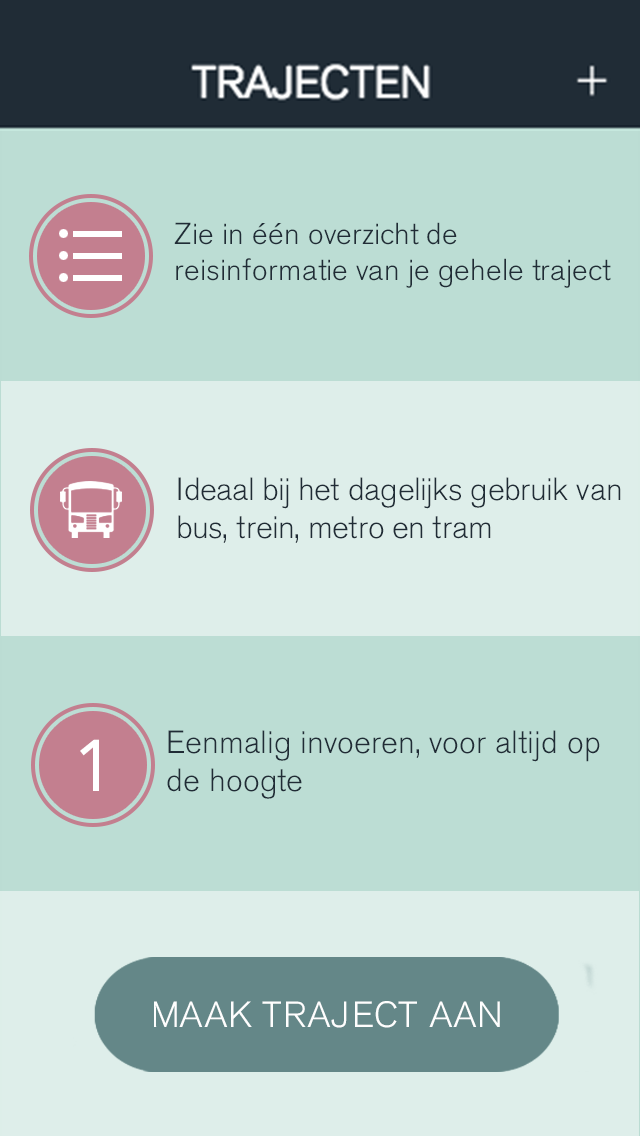 TRAJECTEN +
Zie in één overzicht de
reisinformatie van je gehele traject
Ideaal bij het dagelijks gebruik van
bus, trein, metro en tram
1
Eenmalig invoeren, voor altijd op
de hoogte
MAAK TRAJECT AAN